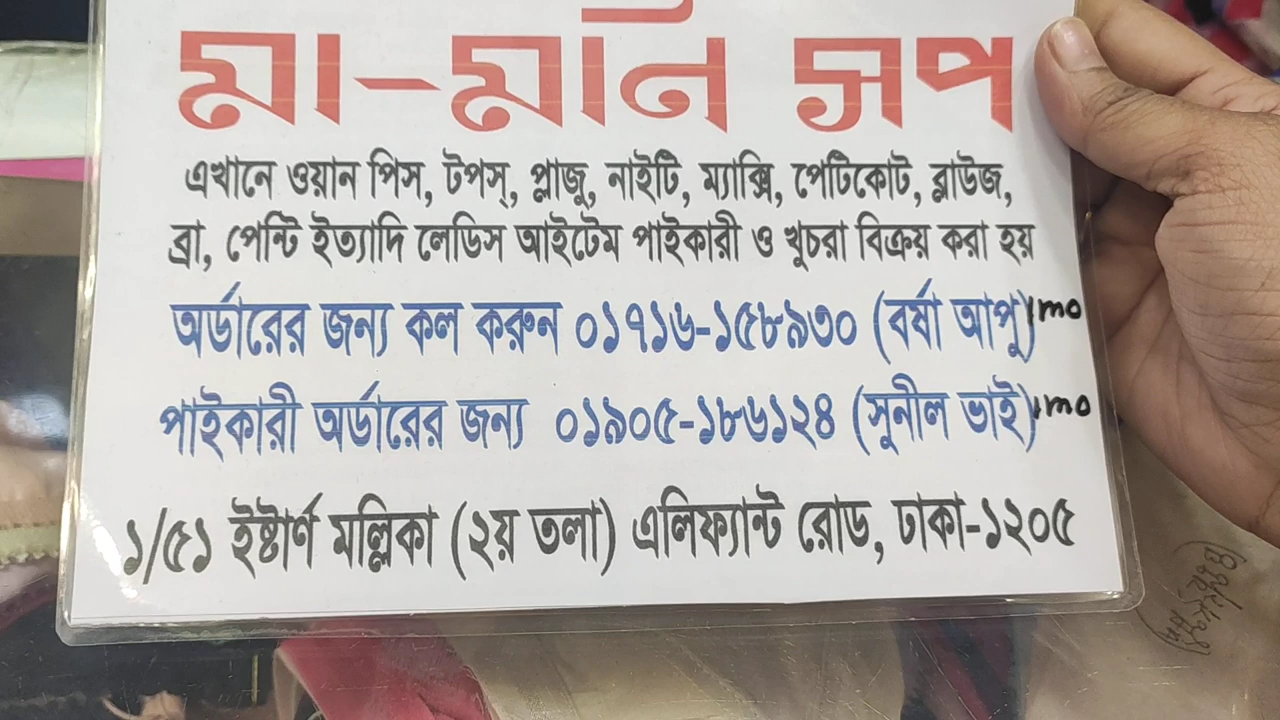 মা-মনি সপ
এখানে ওয়ান পিস, টপস্, প্লাজু, নাইটি, ম্যাক্সি, পেটিকোট, ব্লাউজ,
ব্রা, পেন্টি ইত্যাদি লেডিস আইটেম পাইকারী ও খুচরা বিক্রয় করা হয়
অর্ডারের জন্য কল করুন ০১৭১৬-১৫৮৯৩০ (বর্ষা আপু) imo
পাইকারী অর্ডারের জন্য ০১৯০৫-১৮৬১২৪ (সুনীল ভাই) imo
১/৫১ ইষ্টার্ণ মল্লিকা (২য় তলা) এলিফ্যান্ট রোড, ঢাকা-১২০৫